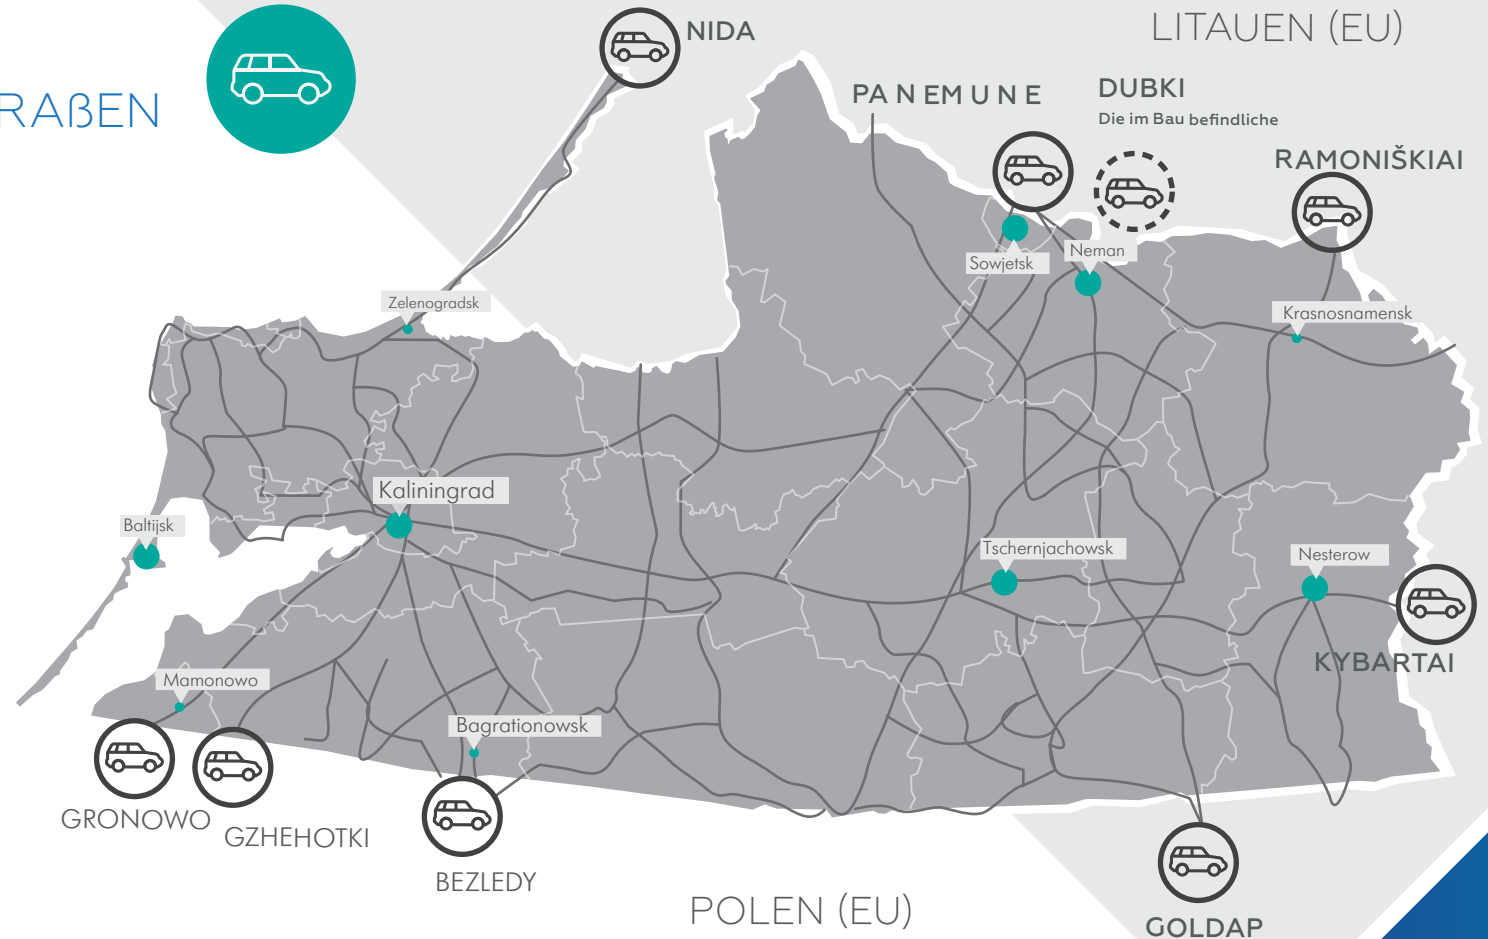 LITAUEN (EU)
NIDA
RAßEN
PANEMUNE
DUBKI
Die im Bau befindliche
RAMONIŠKIAI
Sowjetsk
Neman
Zelenogradsk
Krasnosnamensk
Kaliningrad
Baltijsk
Tschernjachowsk
Nesterow
KYBARTAI
Mamonowo
Bagrationowsk
GRONOWO
GZHEHOTKI
BEZLEDY
POLEN (EU)
GOLDAP